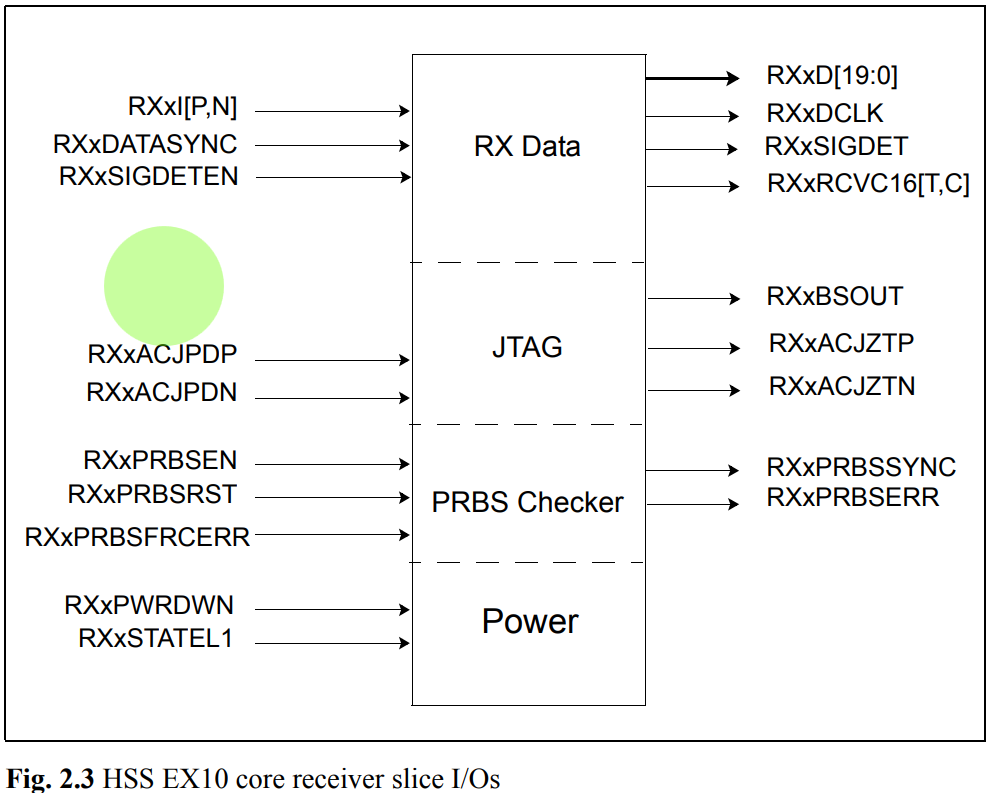 RXxI[P,N]
RXxDATASYNC
RXxSIGDETEN
RXxACJPDP
RXxACJPDN
RXxPRBSEN
RXxPRBSRST
RXxPRBSFRCERR
RXxPWRDWN
RXxSTATEL1
RX Data
JTAG
PRBS Checker
Power
RXxD[19:0]
RXxDCLK
RXxSIGDET
RXxRCVC16[T,C]
RXxBSOUT
RXxACJZTP
RXxACJZTN
RXxPRBSSYNC
RXxPRBSERR
Fig. 2.3 HSS EX10 core receiver slice I/Os